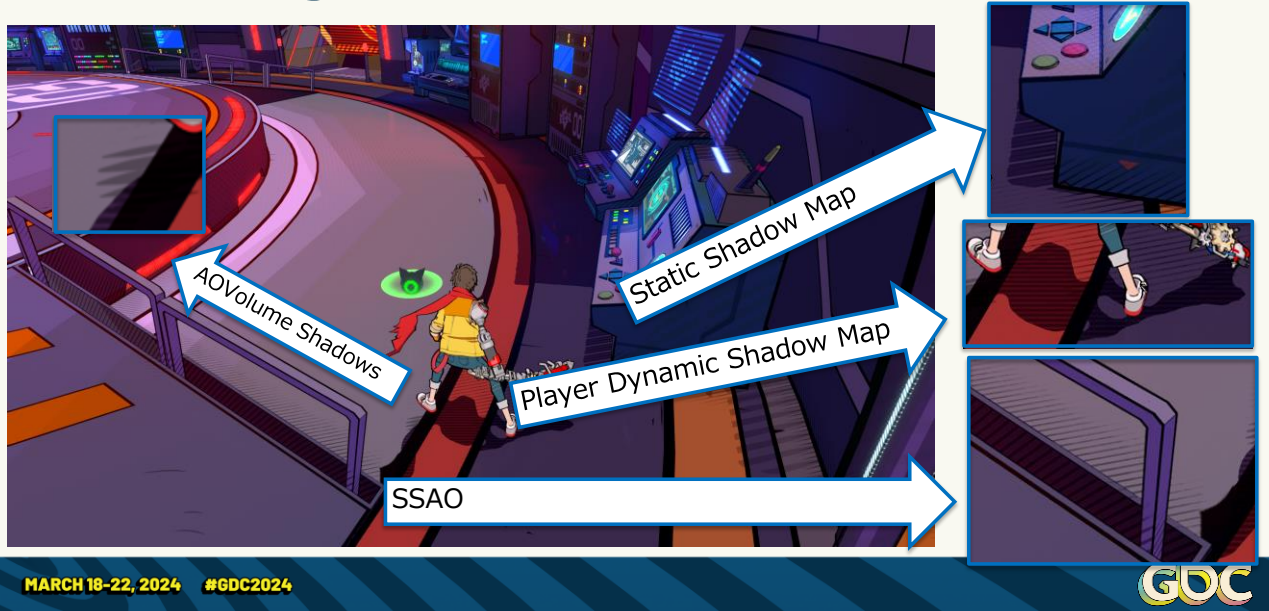 Static Shadow Map
AOVolume Shadows
Player Dynamic Shadow Map
SSAO
MARCH 18-22, 2024 #GDC2024
GDC